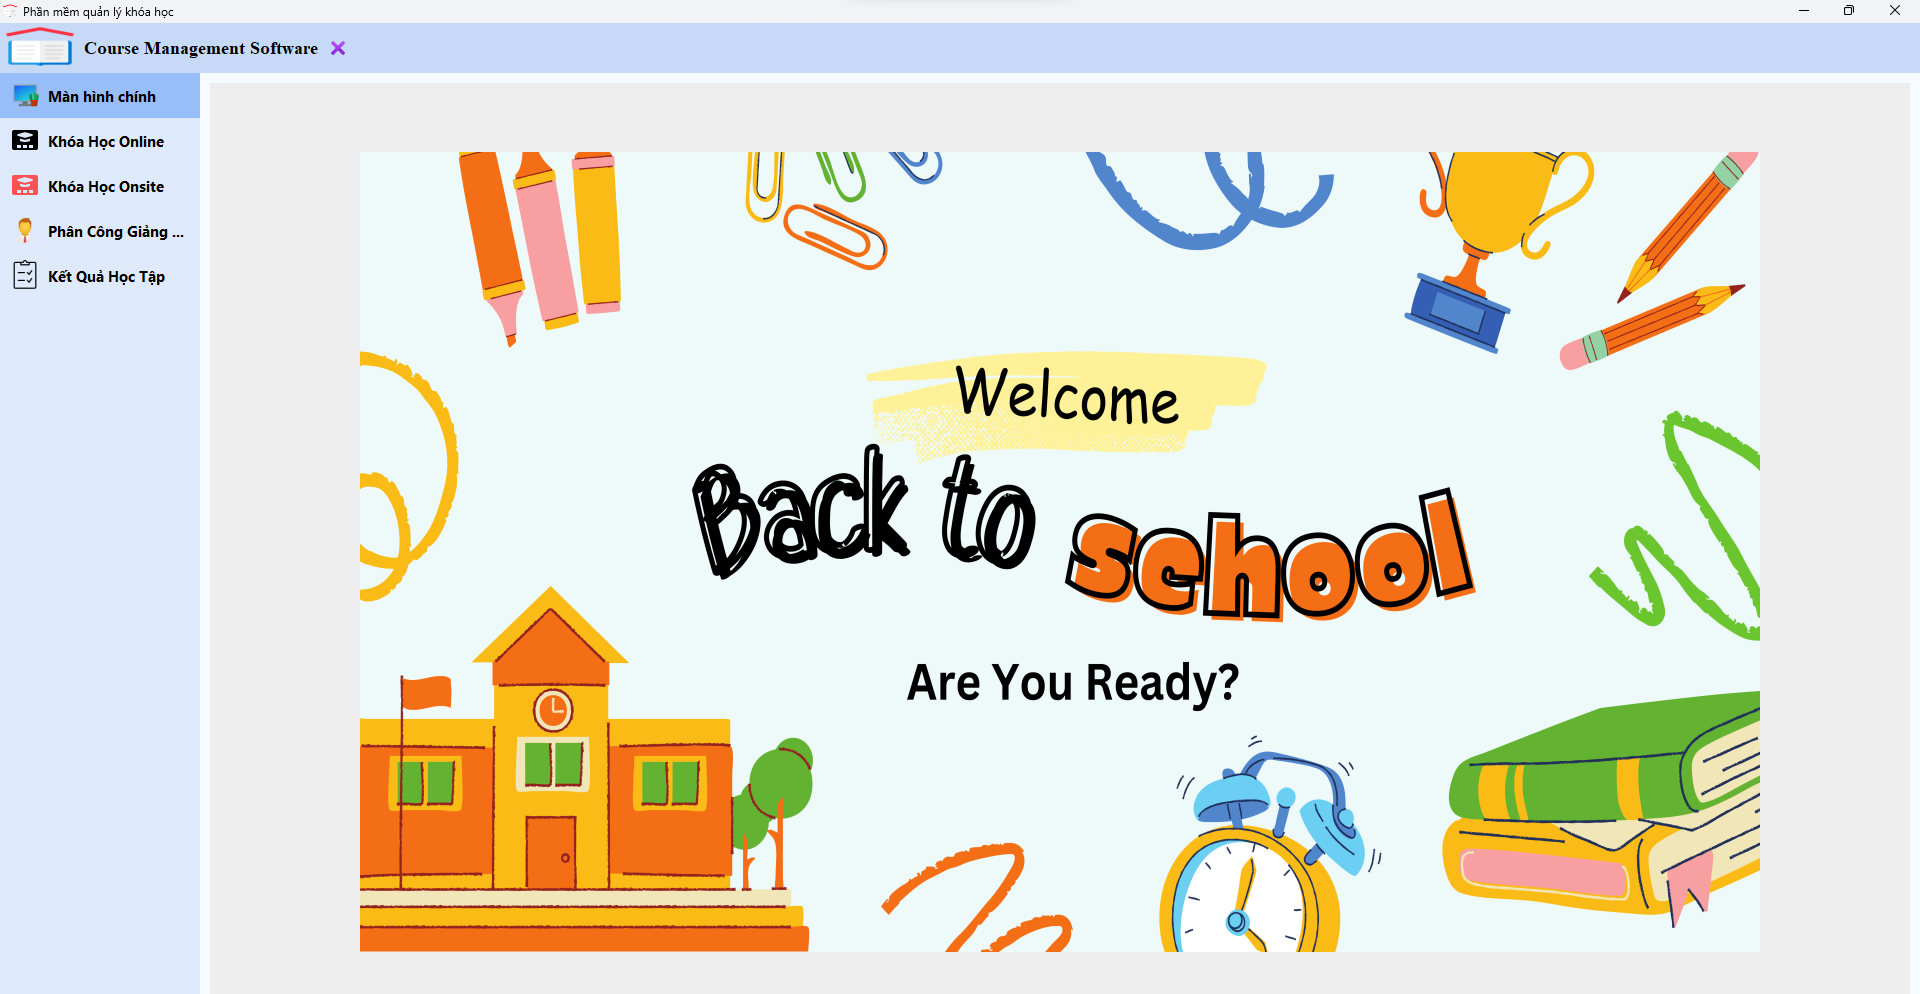 Phần mềm quản lý khóa học
Course Management Software
Màn hình chính
Khóa Học Online
Khóa Học Onsite
Phân Công Giảng ...
Kết Quả Học Tập
Welcome
Back to school
Are You Ready?